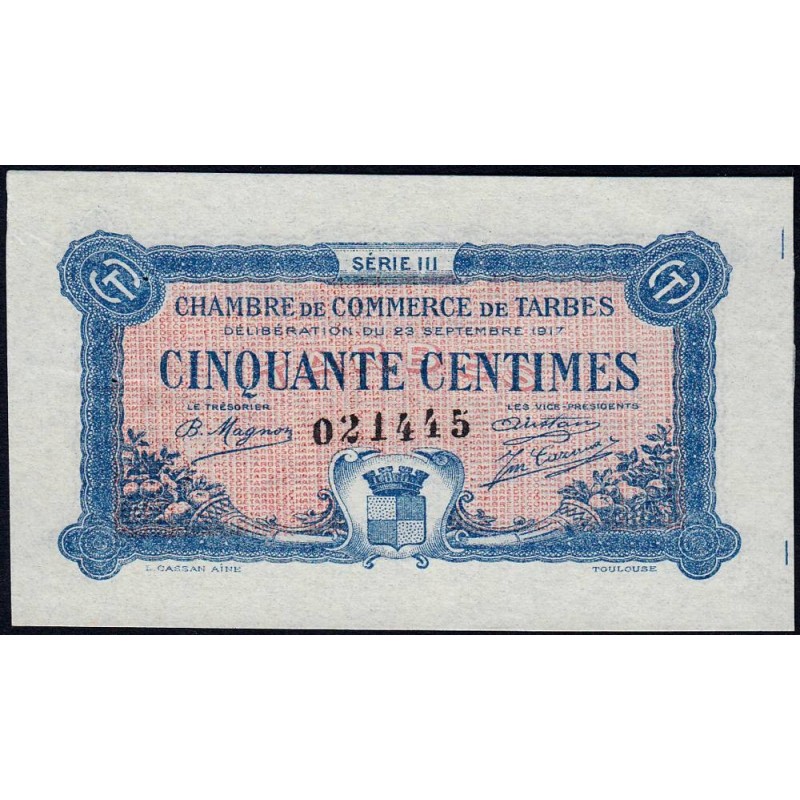 SÉRIE III
CHAMBRE DE COMMERCE DE TARBES
DÉLIBÉRATION DU 23 SEPTEMBRE 1917
CINQUANTE CENTIMES
LE TRÉSORIER LES VICE-PRÉSIDENTS
B. Magnon 021445
L. CASSAN AÎNÉ TOULOUSE